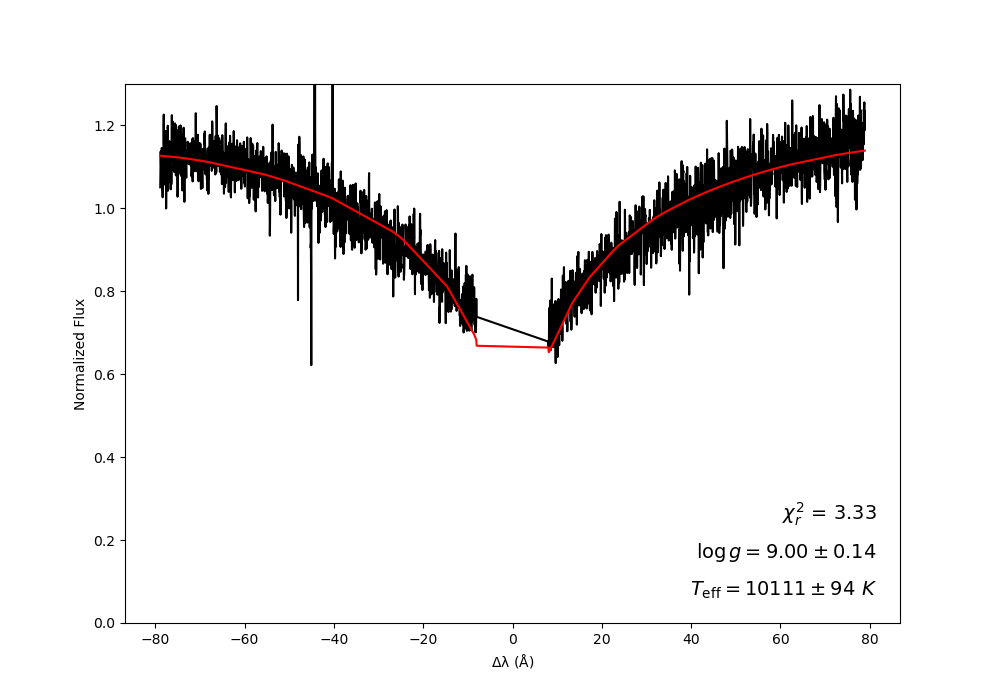 1.2
1.0
0.8
0.6
0.4
0.2
0.0
Normalized Flux
χ²ᵣ = 3.33
log g = 9.00 ± 0.14
T_eff = 10111 ± 94 K
−80 −60 −40 −20 0 20 40 60 80
Δλ (Å)